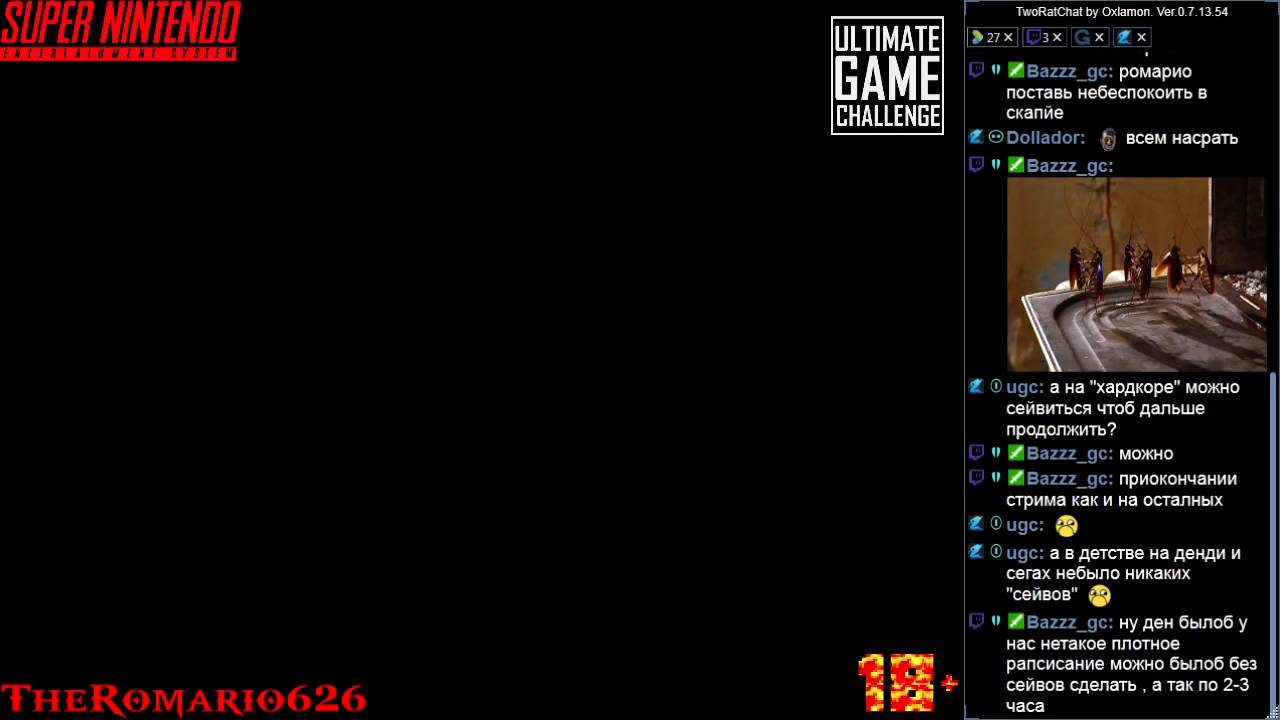 SUPER NINTENDO
ENTERTAINMENT SYSTEM
ULTIMATE
GAME
CHALLENGE
TwoRatChat by Oxlamon. Ver.0.7.13.54
27 × 3 × G × ×
Bazzz_gc: ромарио
поставь небеспокоить в
скапйе
Dollador: всем насрать
Bazzz_gc:
ugc: а на "хардкоре" можно
сейвиться чтоб дальше
продолжить?
Bazzz_gc: можно
Bazzz_gc: приокончании
стрима как и на осталных
ugc:
ugc: а в детстве на денди и
сегах небыло никаких
"сейвов"
Bazzz_gc: ну ден былоб у
нас нетакое плотное
рапсисание можно былоб без
сейвов сделать , а так по 2-3
часа
18+
TheRomario626